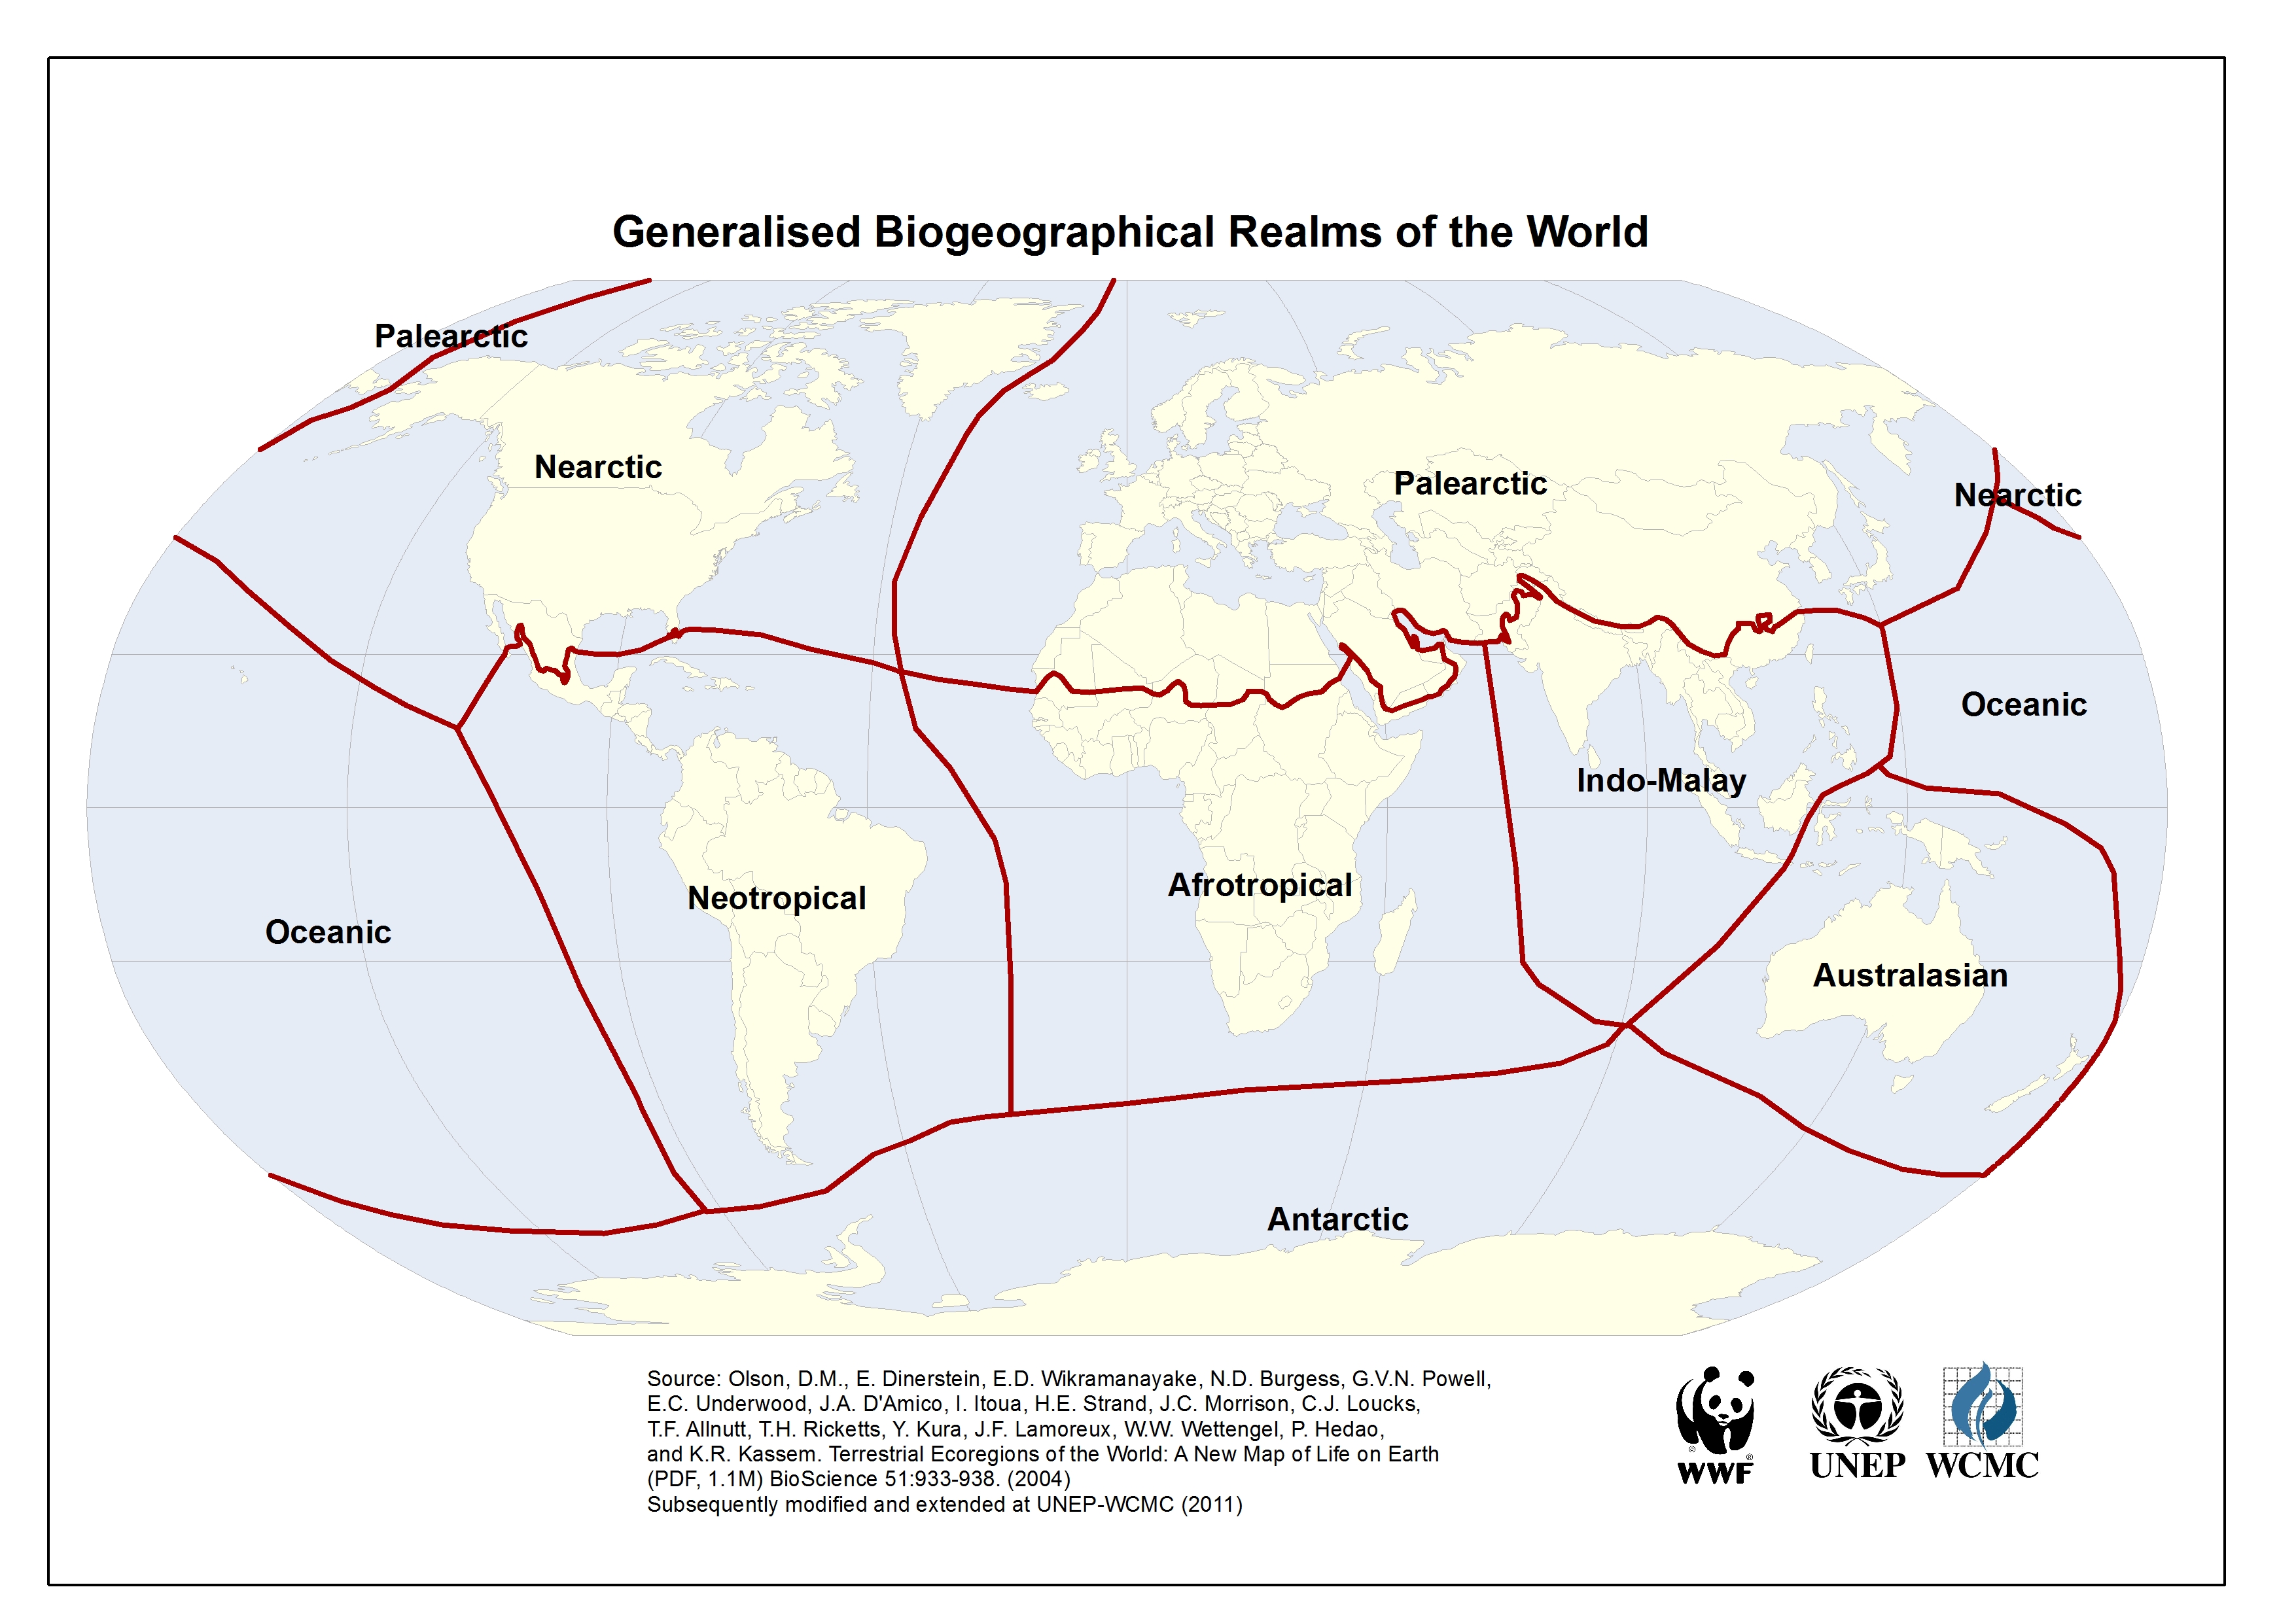 Generalised Biogeographical Realms of the World
Palearctic
Nearctic
Palearctic
Nearctic
Oceanic
Indo-Malay
Neotropical
Afrotropical
Oceanic
Australasian
Antarctic
Source: Olson, D.M., E. Dinerstein, E.D. Wikramanayake, N.D. Burgess, G.V.N. Powell,
E.C. Underwood, J.A. D'Amico, I. Itoua, H.E. Strand, J.C. Morrison, C.J. Loucks,
T.F. Allnutt, T.H. Ricketts, Y. Kura, J.F. Lamoreux, W.W. Wettengel, P. Hedao,
and K.R. Kassem. Terrestrial Ecoregions of the World: A New Map of Life on Earth
(PDF, 1.1M) BioScience 51:933-938. (2004)
Subsequently modified and extended at UNEP-WCMC (2011)
© ®
WWF
UNEP
WCMC